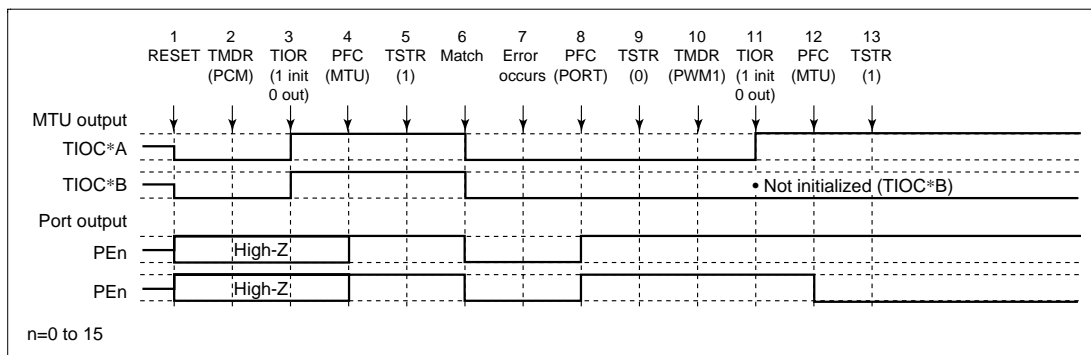 1 2 3 4 5 6 7 8 9 10 11 12 13
RESET TMDR TIOR PFC TSTR Match Error PFC TSTR TMDR TIOR PFC TSTR
(PCM) (1 init (MTU) (1) occurs (PORT) (0) (PWM1) (1 init (MTU) (1)
0 out) 0 out)
MTU output
TIOC*A
TIOC*B • Not initialized (TIOC*B)
Port output
PEn High-Z
PEn High-Z
n=0 to 15